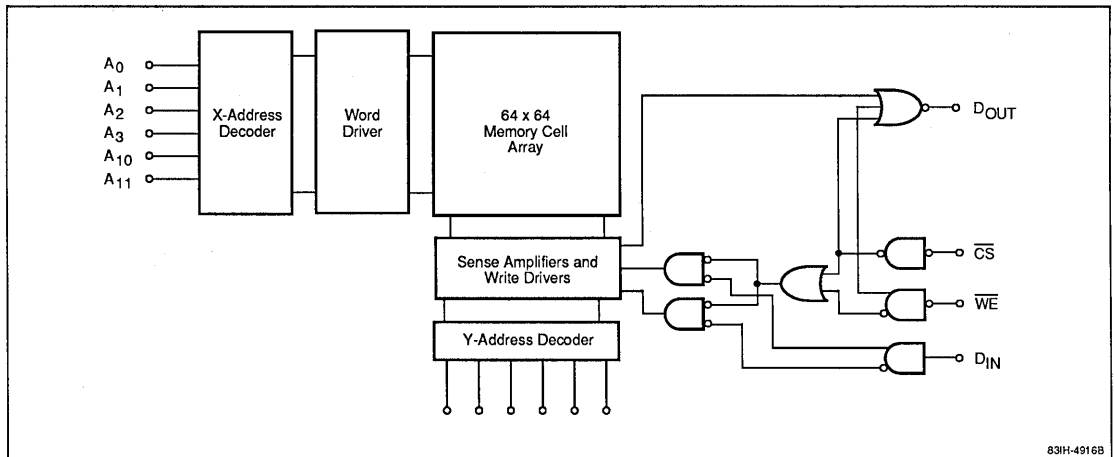 A0
A1
A2
A3
A10
A11
X-Address
Decoder
Word
Driver
64 x 64
Memory Cell
Array
Sense Amplifiers and
Write Drivers
Y-Address Decoder
DOUT
CS
WE
DIN
83IH-4916B